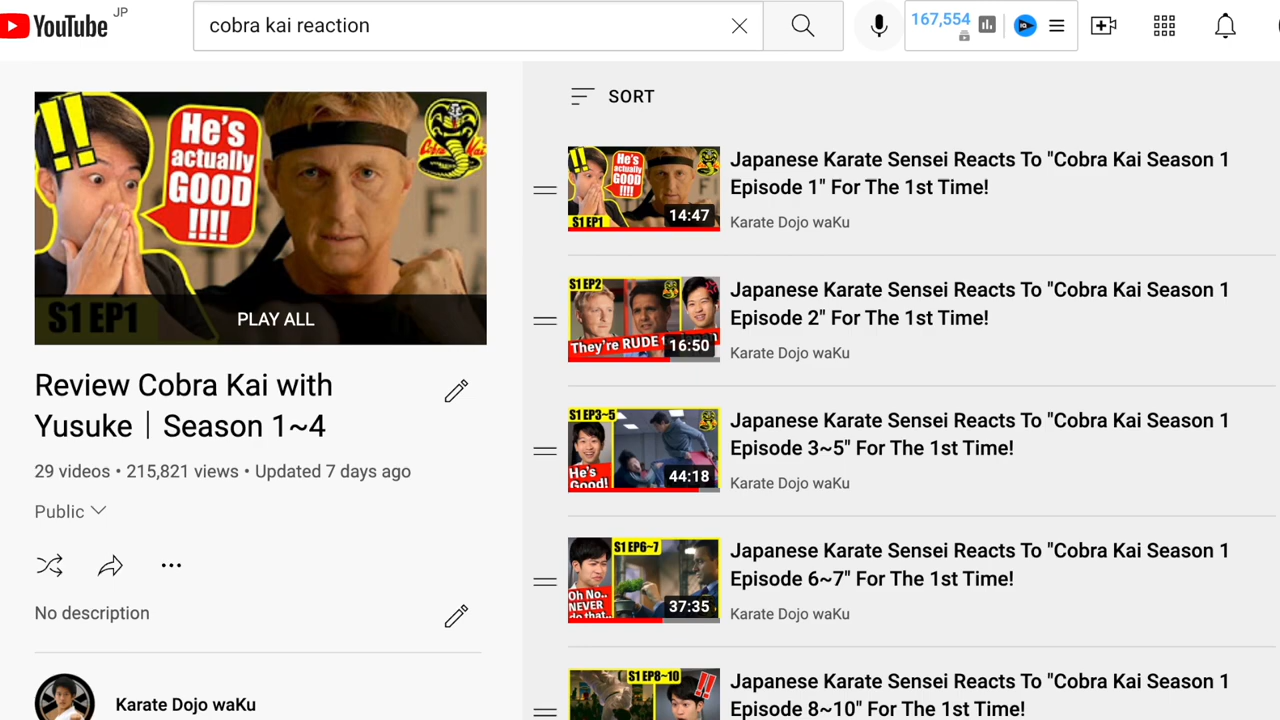 YouTube JP
cobra kai reaction
167,554
He's
actually
GOOD
!!!!
Cobra Kai
S1 EP1
PLAY ALL
Review Cobra Kai with
Yusuke｜Season 1~4
29 videos • 215,821 views • Updated 7 days ago
Public
No description
Karate Dojo waKu
SORT
He's
actually
GOOD
!!!!
S1 EP1
14:47
Japanese Karate Sensei Reacts To "Cobra Kai Season 1
Episode 1" For The 1st Time!
Karate Dojo waKu
S1 EP2
They're RUDE
16:50
Japanese Karate Sensei Reacts To "Cobra Kai Season 1
Episode 2" For The 1st Time!
Karate Dojo waKu
S1 EP3~5
He's
Good!
44:18
Japanese Karate Sensei Reacts To "Cobra Kai Season 1
Episode 3~5" For The 1st Time!
Karate Dojo waKu
S1 EP6~7
Oh No..
NEVER
do that..
37:35
Japanese Karate Sensei Reacts To "Cobra Kai Season 1
Episode 6~7" For The 1st Time!
Karate Dojo waKu
S1 EP8~10
!!
Japanese Karate Sensei Reacts To "Cobra Kai Season 1
Episode 8~10" For The 1st Time!